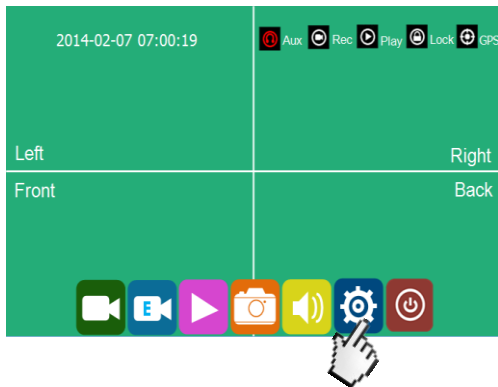 2014-02-07 07:00:19
Aux Rec Play Lock GPS
Left
Right
Front
Back
E